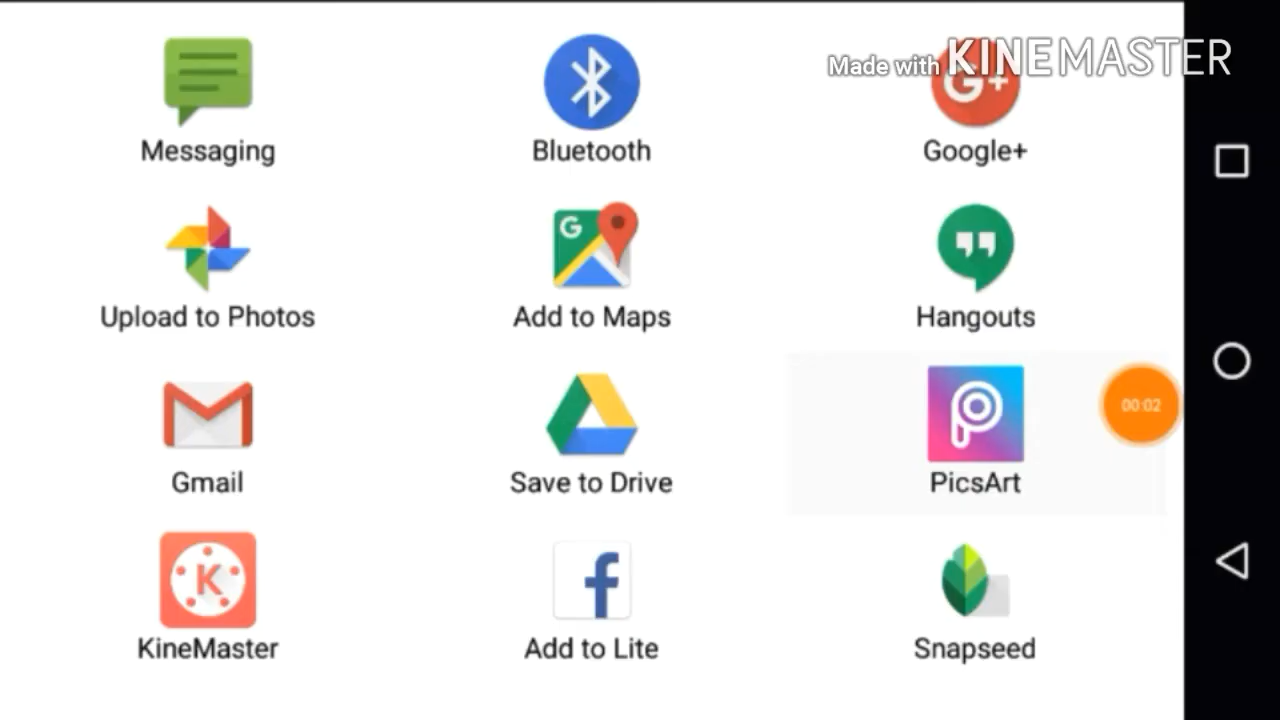 Made with KINEMASTER
G+
Messaging
Bluetooth
Google+
G
Upload to Photos
Add to Maps
Hangouts
00:02
Gmail
Save to Drive
PicsArt
K
f
KineMaster
Add to Lite
Snapseed